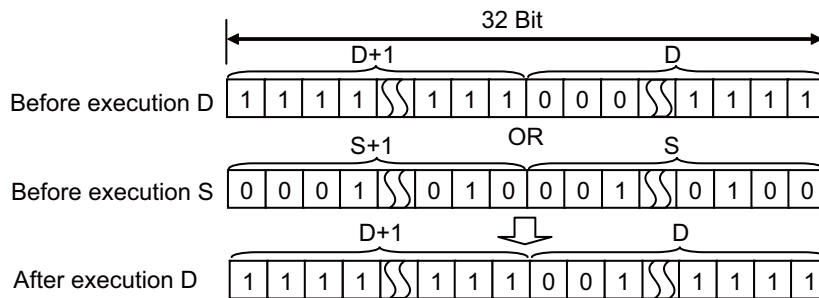 32 Bit
D+1 D
Before execution D 1 1 1 1 1 1 1 0 0 0 1 1 1 1
OR
S+1 S
Before execution S 0 0 0 1 0 1 0 0 0 1 0 1 0 0
D+1 D
After execution D 1 1 1 1 1 1 1 0 0 1 1 1 1 1